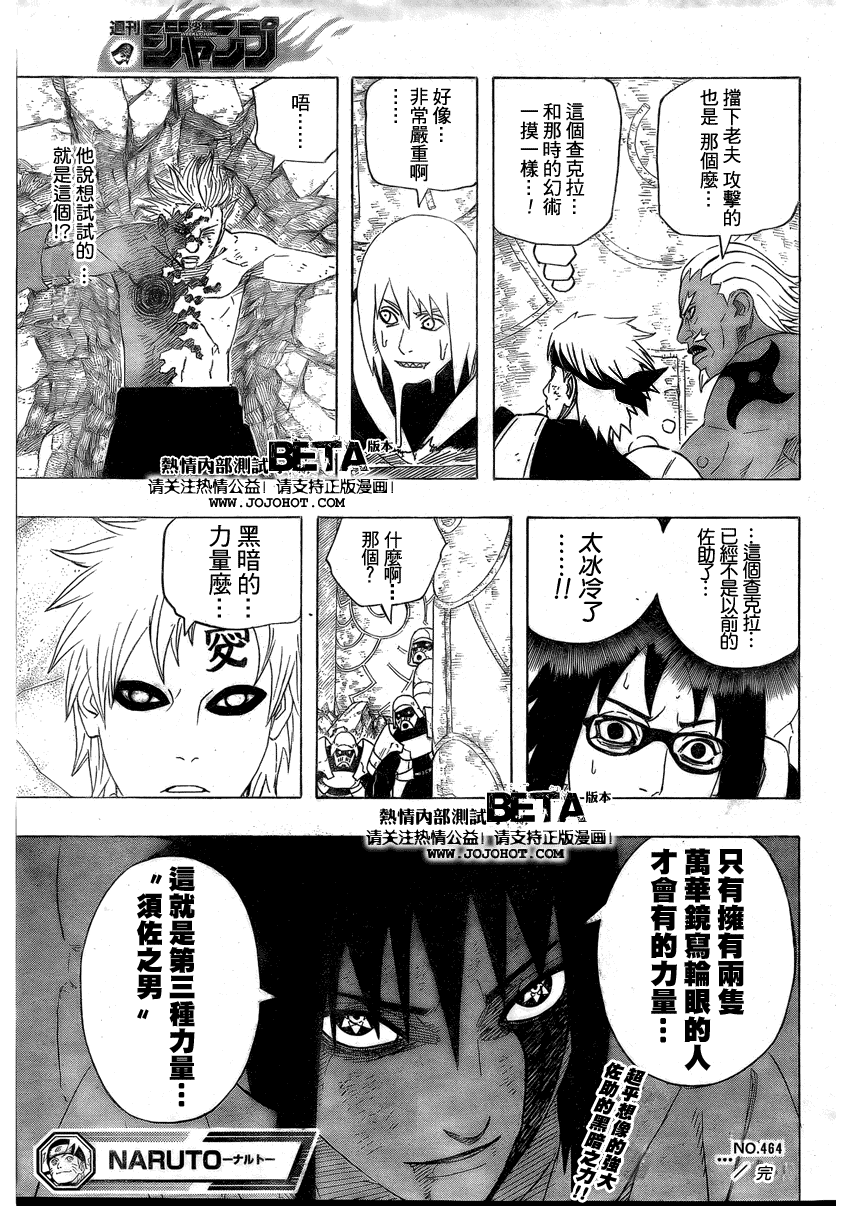 週刊
少年
ジャンプ
擋下老夫 攻擊的
也是 那個麼…
這個查克拉…
和那時的幻術
一摸一樣…!
好像…
非常嚴重啊
……
唔
……
他說想試試的…
就是這個!?
熱情內部測試BETA版本
请关注热情公益! 请支持正版漫画!
WWW.JOJOHOT.COM
…這個查克拉…
已經不是以前的
佐助了…
太冰冷了
……!!
什麼啊…
那個?
黑暗的…
力量麼…
愛
熱情內部測試BETA版本
请关注热情公益! 请支持正版漫画!
WWW.JOJOHOT.COM
只有擁有兩隻
萬華鏡寫輪眼的人
才會有的力量…
這就是第三種力量…
"須佐之男"
超乎想像的強大
佐助的黑暗之力!!
NARUTO—ナルト—
NO.464
…/ 完